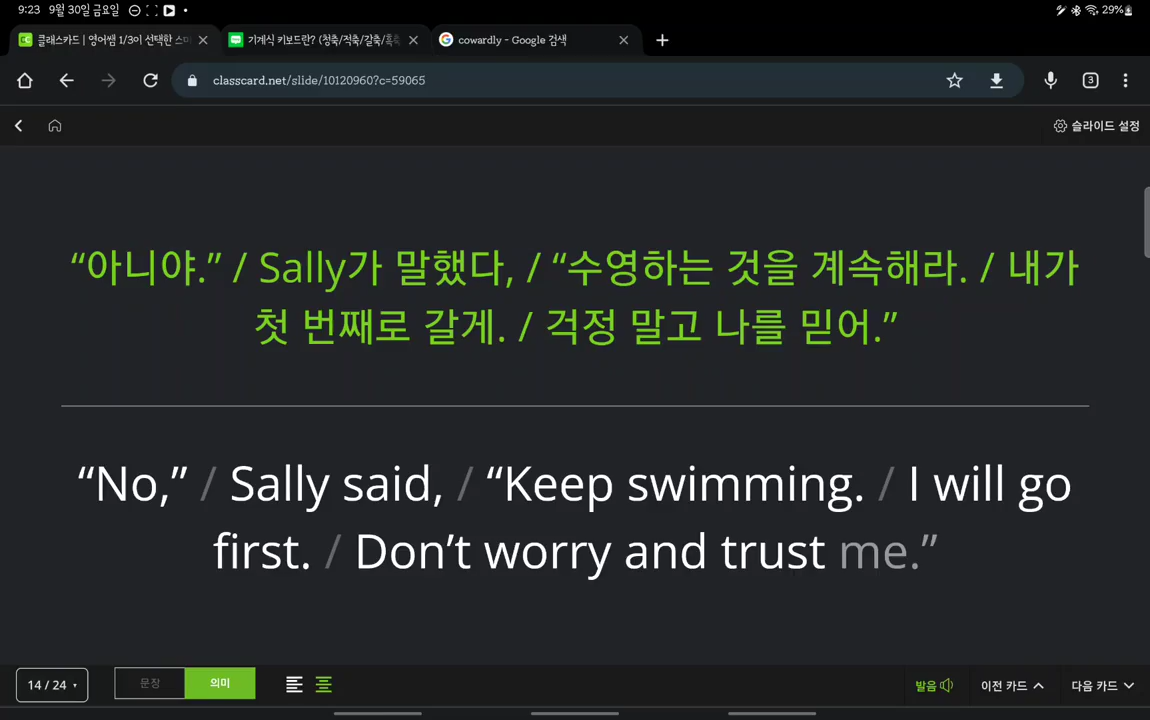 9:23 9월 30일 금요일
29%
클래스카드 | 영어쌤 1/3이 선택한 스마
기계식 키보드란? (청축/적축/갈축/흑축
cowardly - Google 검색
classcard.net/slide/10120960?c=59065
3
슬라이드 설정
“아니야.” / Sally가 말했다, / “수영하는 것을 계속해라. / 내가
첫 번째로 갈게. / 걱정 말고 나를 믿어.”
“No,” / Sally said, / “Keep swimming. / I will go
first. / Don’t worry and trust me.”
14 / 24
문장 의미
발음 이전 카드 다음 카드